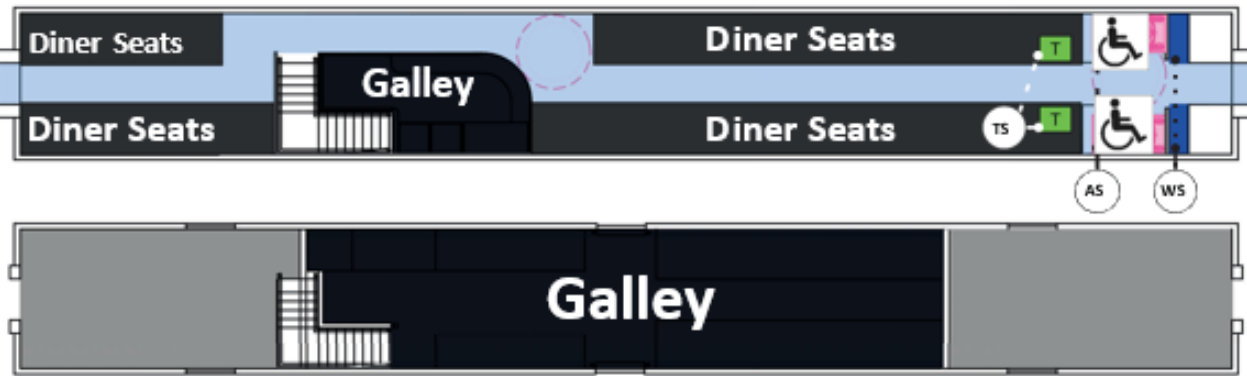 Diner Seats
Diner Seats
T
Galley
Diner Seats
Diner Seats
TS
T
AS
WS
Galley